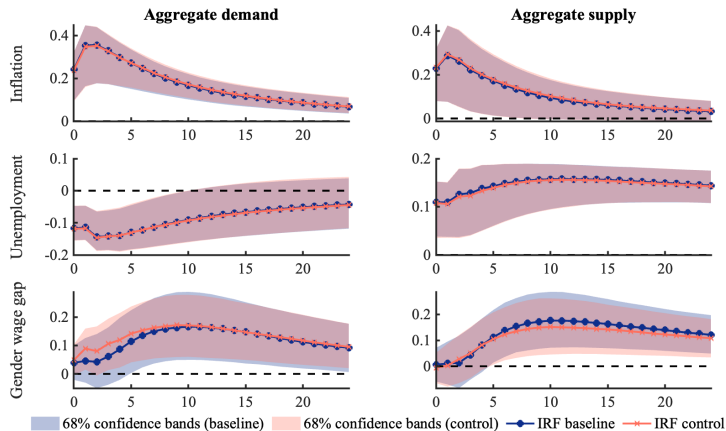 Aggregate demand
Aggregate supply
Inflation
0.4
0.2
0
0 5 10 15 20
0.4
0.2
0
0 5 10 15 20
Unemployment
0.1
0
-0.1
-0.2
0 5 10 15 20
0.2
0.1
0
0 5 10 15 20
Gender wage gap
0.2
0.1
0
0 5 10 15 20
0.2
0.1
0
0 5 10 15 20
68% confidence bands (baseline) 68% confidence bands (control) IRF baseline IRF control